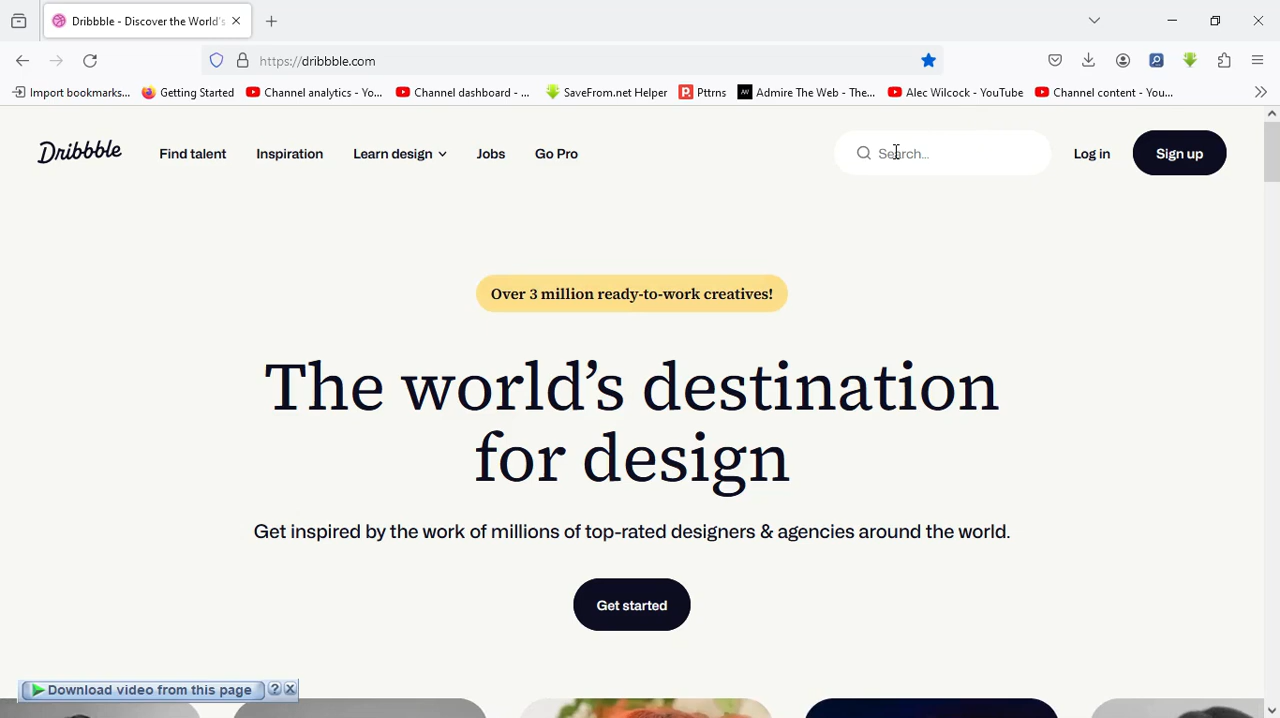 Dribbble - Discover the World's
https://dribbble.com
Import bookmarks...
Getting Started
Channel analytics - Yo...
Channel dashboard - ...
SaveFrom.net Helper
Pttrns
Admire The Web - The...
Alec Wilcock - YouTube
Channel content - You...
Dribbble
Find talent
Inspiration
Learn design
Jobs
Go Pro
Search...
Log in
Sign up
Over 3 million ready-to-work creatives!
The world’s destination
for design
Get inspired by the work of millions of top-rated designers & agencies around the world.
Get started
Download video from this page
?